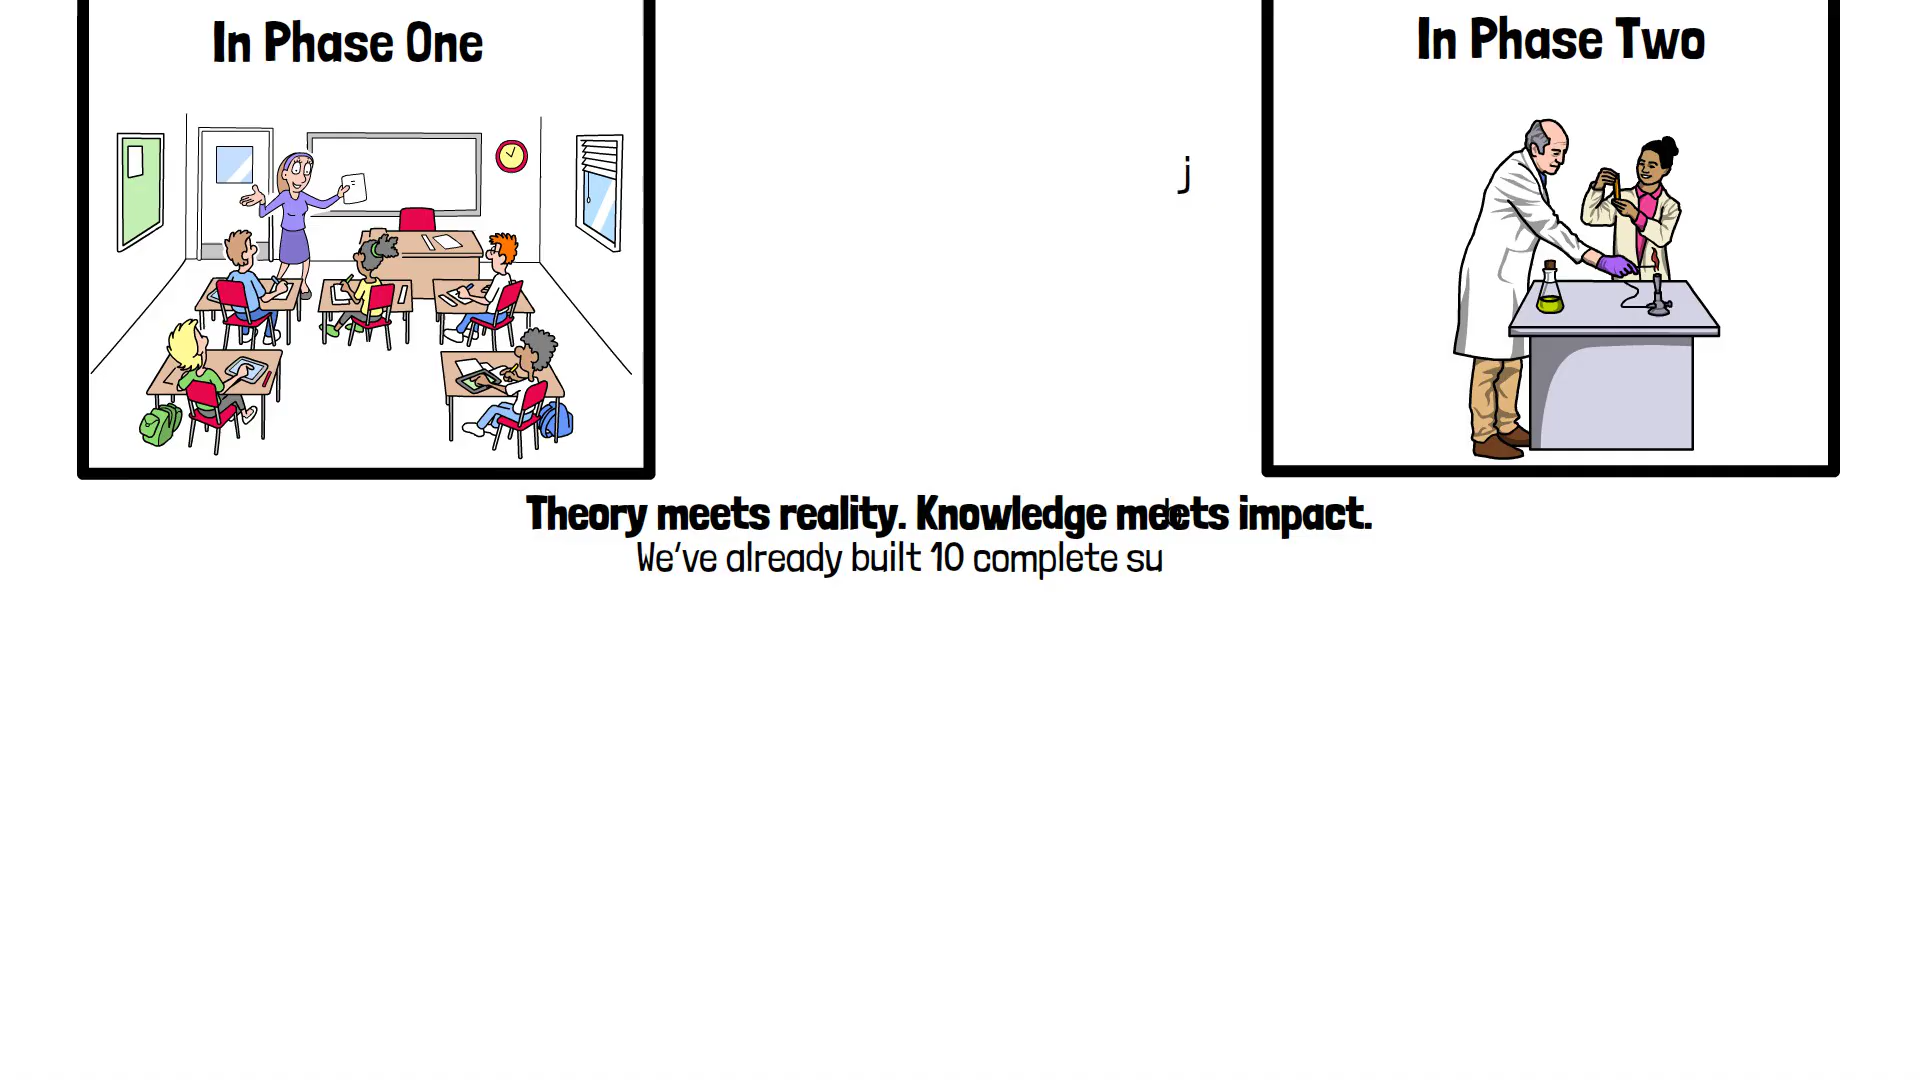 In Phase One
In Phase Two
j
Theory meets reality. Knowledge meets impact.
We've already built 10 complete su